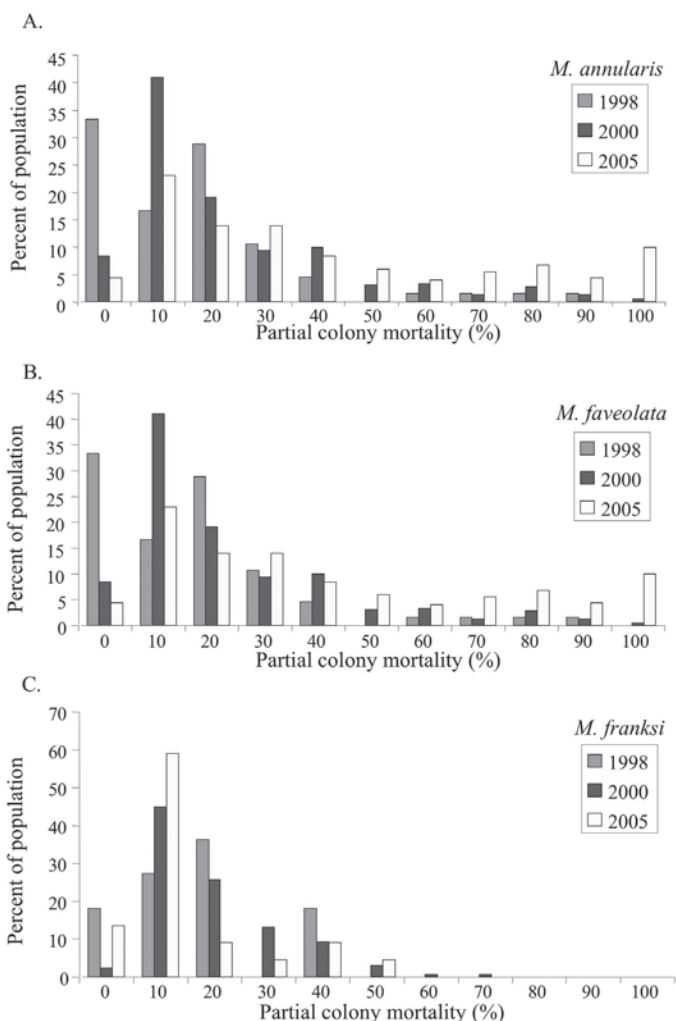 A.
45
40
35
30
25
20
15
10
5
0
Percent of population
M. annularis
1998
2000
2005
0 10 20 30 40 50 60 70 80 90 100
Partial colony mortality (%)
B.
45
40
35
30
25
20
15
10
5
0
Percent of population
M. faveolata
1998
2000
2005
0 10 20 30 40 50 60 70 80 90 100
Partial colony mortality (%)
C.
70
60
50
40
30
20
10
0
Percent of population
M. franksi
1998
2000
2005
0 10 20 30 40 50 60 70 80 90 100
Partial colony mortality (%)